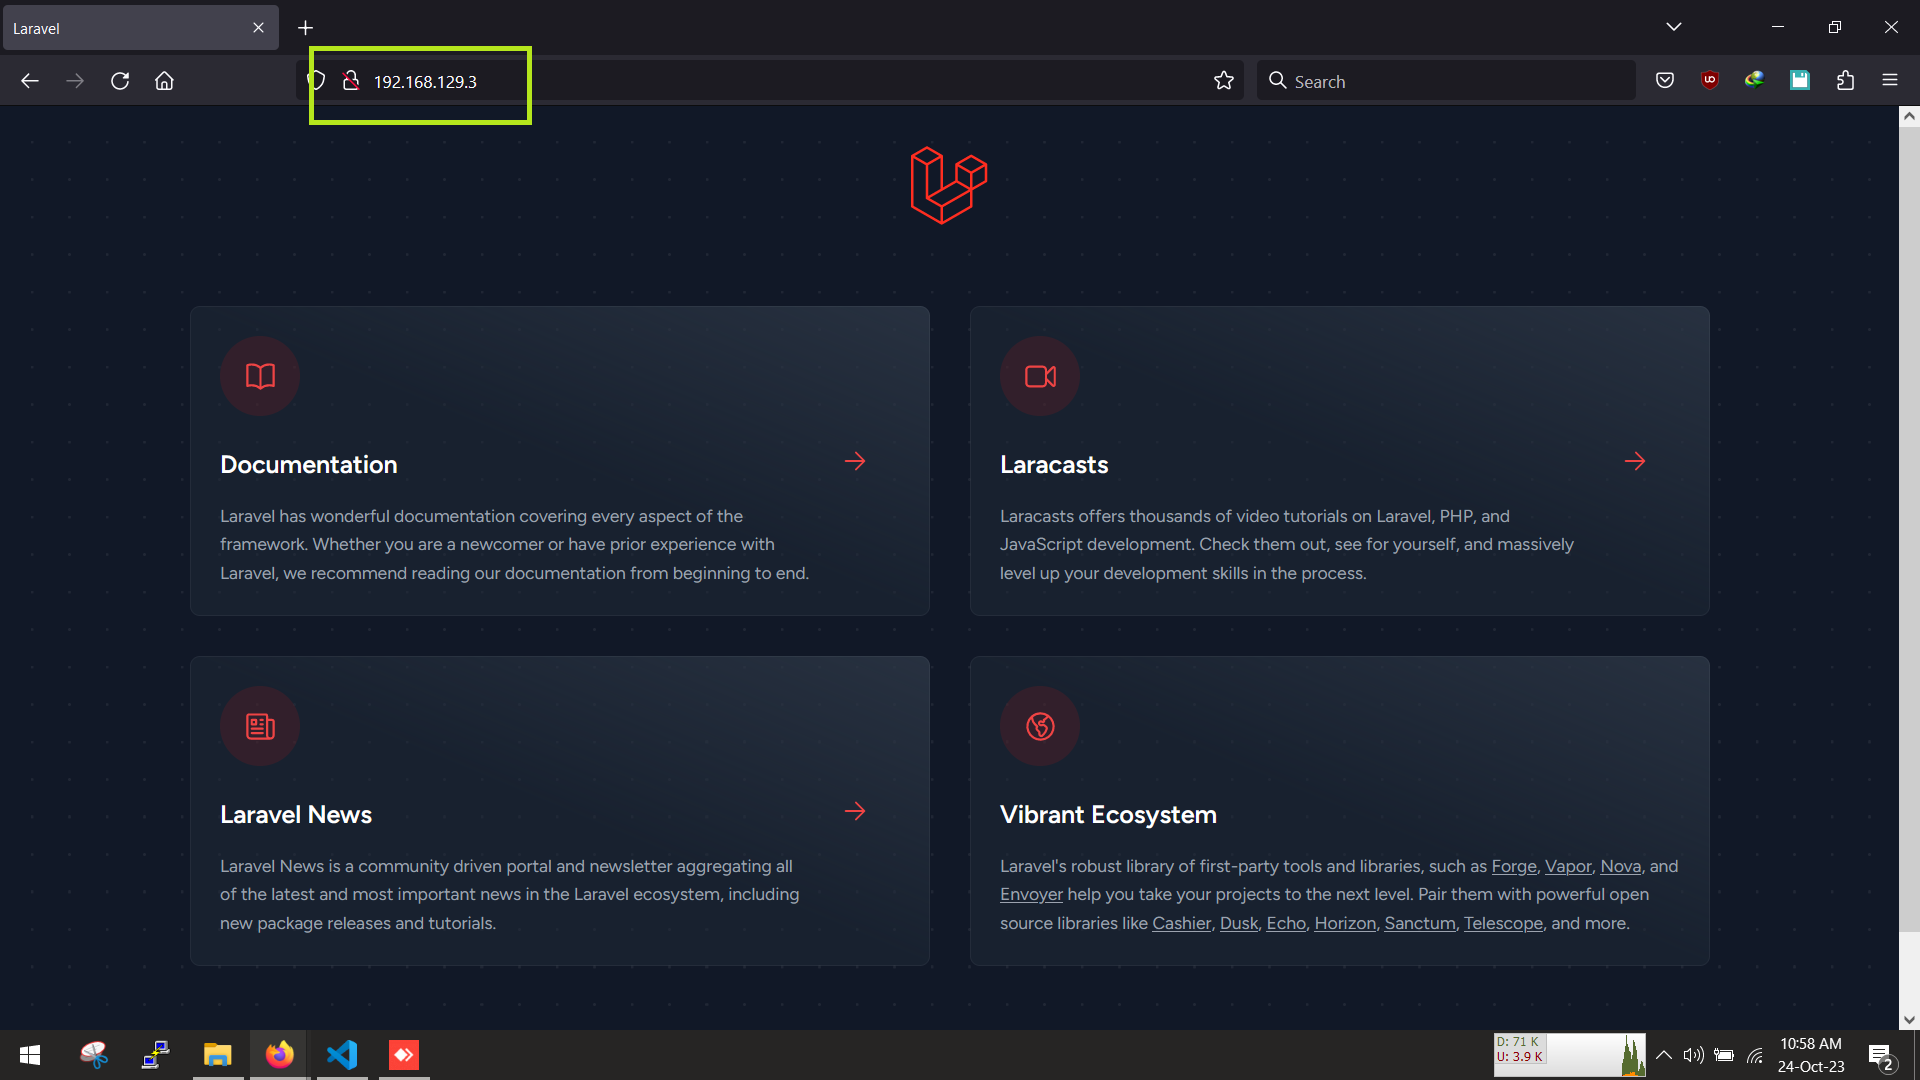 Laravel
192.168.129.3
Search
Documentation
Laravel has wonderful documentation covering every aspect of the
framework. Whether you are a newcomer or have prior experience with
Laravel, we recommend reading our documentation from beginning to end.
Laracasts
Laracasts offers thousands of video tutorials on Laravel, PHP, and
JavaScript development. Check them out, see for yourself, and massively
level up your development skills in the process.
Laravel News
Laravel News is a community driven portal and newsletter aggregating all
of the latest and most important news in the Laravel ecosystem, including
new package releases and tutorials.
Vibrant Ecosystem
Laravel's robust library of first-party tools and libraries, such as Forge, Vapor, Nova, and
Envoyer help you take your projects to the next level. Pair them with powerful open
source libraries like Cashier, Dusk, Echo, Horizon, Sanctum, Telescope, and more.
D: 71 K
U: 3.9 K
10:58 AM
24-Oct-23
2